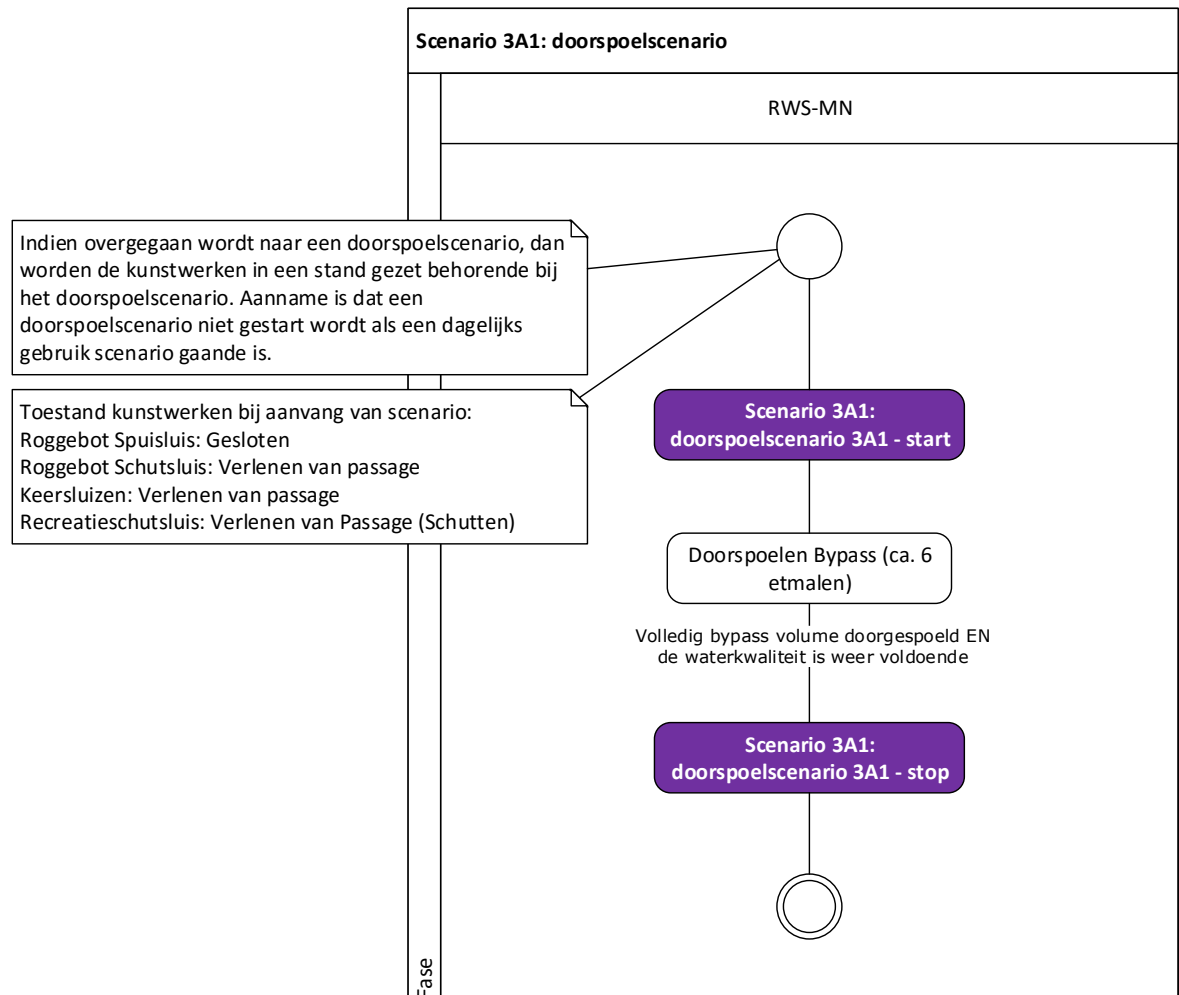 Scenario 3A1: doorspoelscenario
RWS-MN
Indien overgegaan wordt naar een doorspoelscenario, dan
worden de kunstwerken in een stand gezet behorende bij
het doorspoelscenario. Aanname is dat een
doorspoelscenario niet gestart wordt als een dagelijks
gebruik scenario gaande is.
Toestand kunstwerken bij aanvang van scenario:
Roggebot Spuisluis: Gesloten
Roggebot Schutsluis: Verlenen van passage
Keersluizen: Verlenen van passage
Recreatieschutsluis: Verlenen van Passage (Schutten)
Scenario 3A1:
doorspoelscenario 3A1 - start
Doorspoelen Bypass (ca. 6
etmalen)
Volledig bypass volume doorgespoeld EN
de waterkwaliteit is weer voldoende
Scenario 3A1:
doorspoelscenario 3A1 - stop
Fase